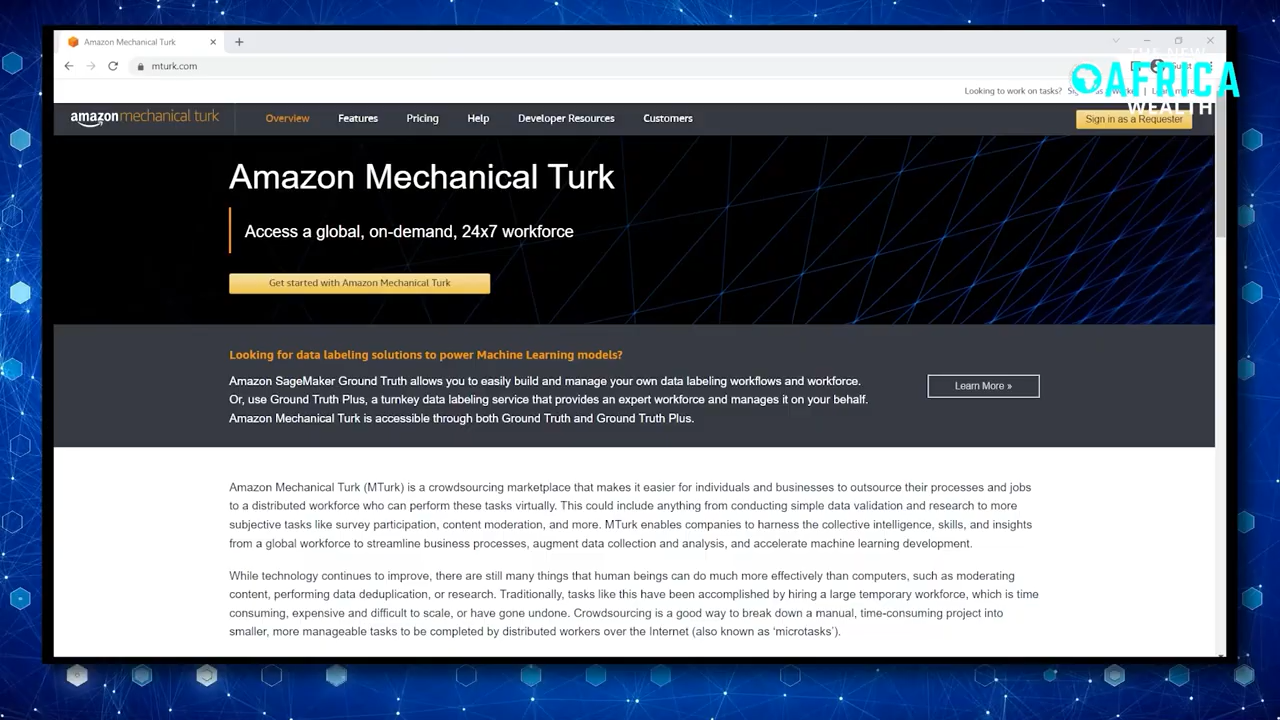 Amazon Mechanical Turk
mturk.com
THE NEW
AFRICA
WEALTH
Looking to work on tasks?
amazon mechanical turk
Overview
Features
Pricing
Help
Developer Resources
Customers
Sign in as a Requester
Amazon Mechanical Turk
Access a global, on-demand, 24x7 workforce
Get started with Amazon Mechanical Turk
Looking for data labeling solutions to power Machine Learning models?
Amazon SageMaker Ground Truth allows you to easily build and manage your own data labeling workflows and workforce.
Or, use Ground Truth Plus, a turnkey data labeling service that provides an expert workforce and manages it on your behalf.
Amazon Mechanical Turk is accessible through both Ground Truth and Ground Truth Plus.
Learn More »
Amazon Mechanical Turk (MTurk) is a crowdsourcing marketplace that makes it easier for individuals and businesses to outsource their processes and jobs
to a distributed workforce who can perform these tasks virtually. This could include anything from conducting simple data validation and research to more
subjective tasks like survey participation, content moderation, and more. MTurk enables companies to harness the collective intelligence, skills, and insights
from a global workforce to streamline business processes, augment data collection and analysis, and accelerate machine learning development.
While technology continues to improve, there are still many things that human beings can do much more effectively than computers, such as moderating
content, performing data deduplication, or research. Traditionally, tasks like this have been accomplished by hiring a large temporary workforce, which is time
consuming, expensive and difficult to scale, or have gone undone. Crowdsourcing is a good way to break down a manual, time-consuming project into
smaller, more manageable tasks to be completed by distributed workers over the Internet (also known as ‘microtasks’).